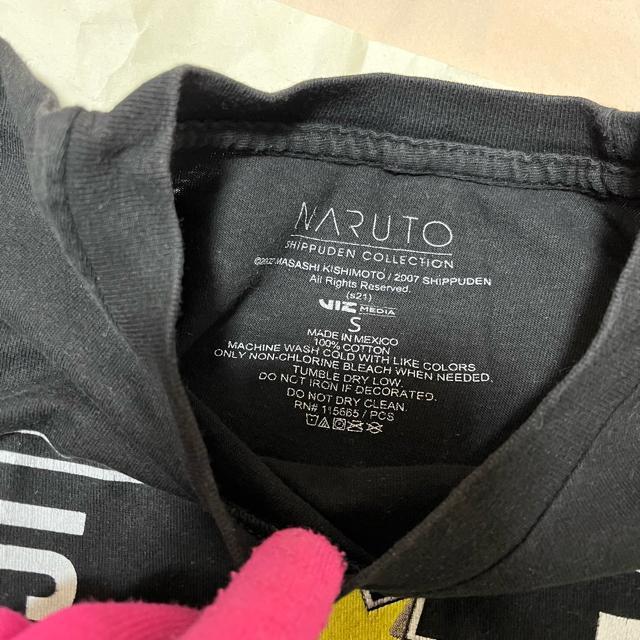 NARUTO
SHIPPUDEN COLLECTION
©2002 MASASHI KISHIMOTO / 2007 SHIPPUDEN
All Rights Reserved.
(s21)
VIZ MEDIA
S
MADE IN MEXICO
100% COTTON
MACHINE WASH COLD WITH LIKE COLORS
ONLY NON-CHLORINE BLEACH WHEN NEEDED.
TUMBLE DRY LOW.
DO NOT IRON IF DECORATED.
DO NOT DRY CLEAN.
RN# 115665 / PCS